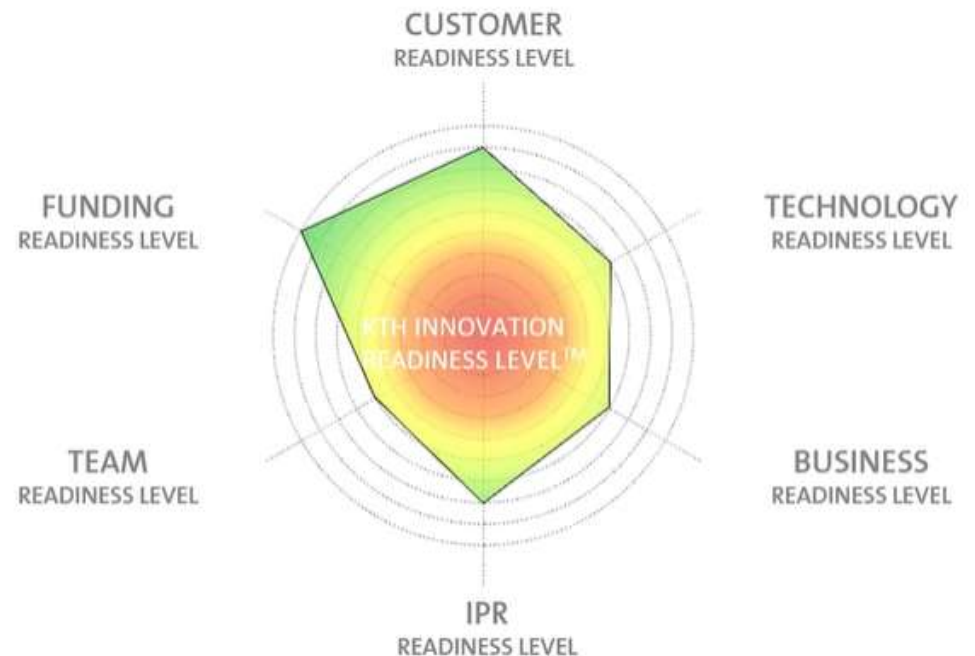 CUSTOMER
READINESS LEVEL
FUNDING
READINESS LEVEL
TECHNOLOGY
READINESS LEVEL
KTH INNOVATION
READINESS LEVEL™
TEAM
READINESS LEVEL
BUSINESS
READINESS LEVEL
IPR
READINESS LEVEL